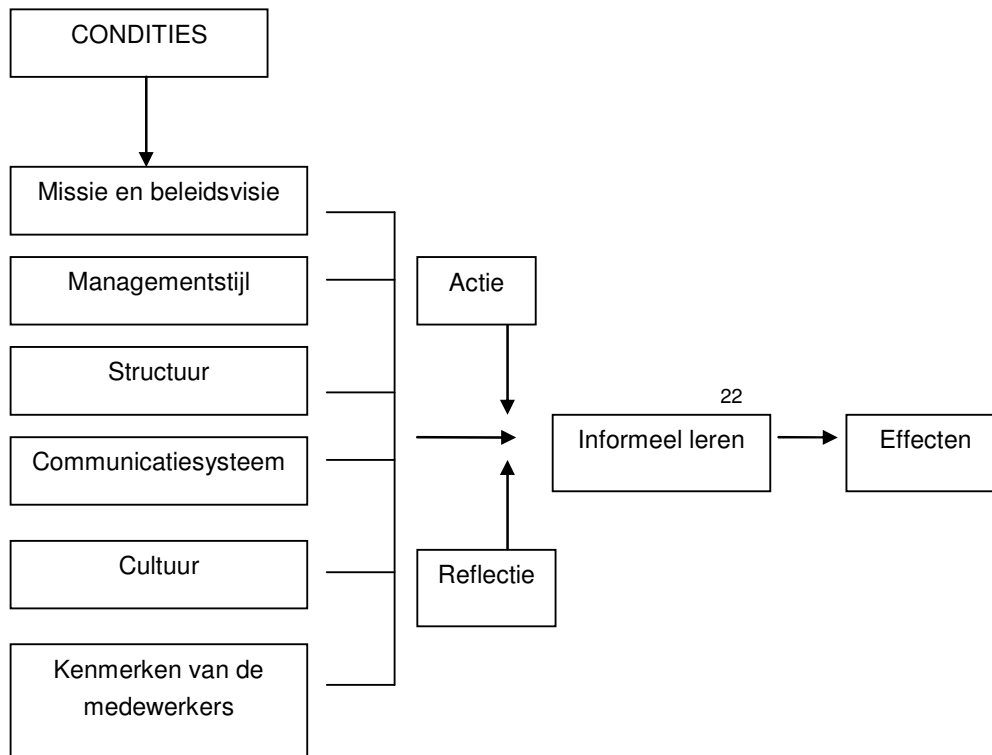 CONDITIES
Missie en beleidsvisie
Managementstijl
Actie
Structuur
22
Informeel leren
Effecten
Communicatiesysteem
Cultuur
Reflectie
Kenmerken van de
medewerkers